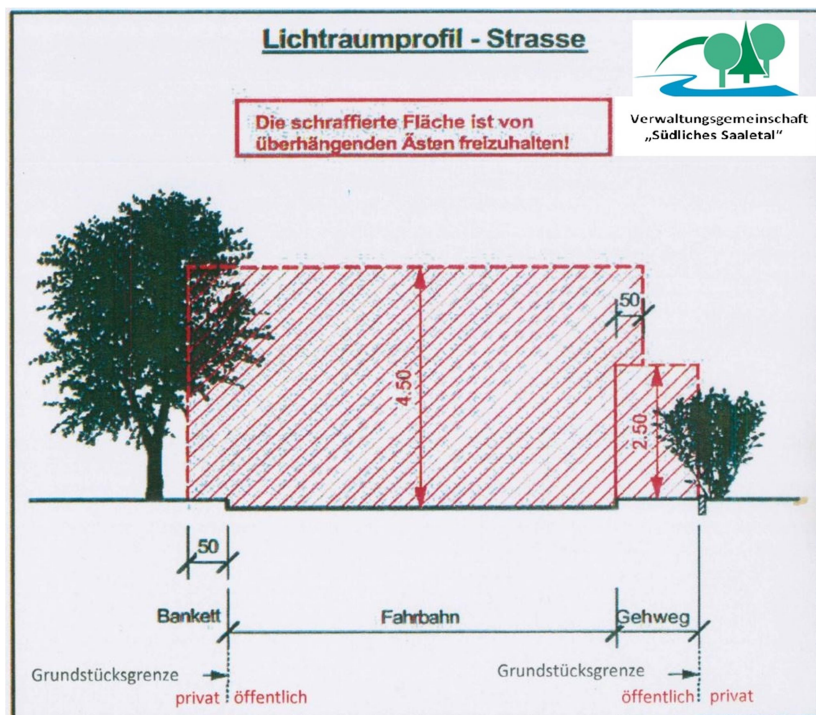 Lichtraumprofil - Strasse
Verwaltungsgemeinschaft
„Südliches Saaletal“
Die schraffierte Fläche ist von
überhängenden Ästen freizuhalten!
50
4.50
2.50
50
Bankett
Fahrbahn
Gehweg
Grundstücksgrenze
Grundstücksgrenze
privat
öffentlich
öffentlich
privat